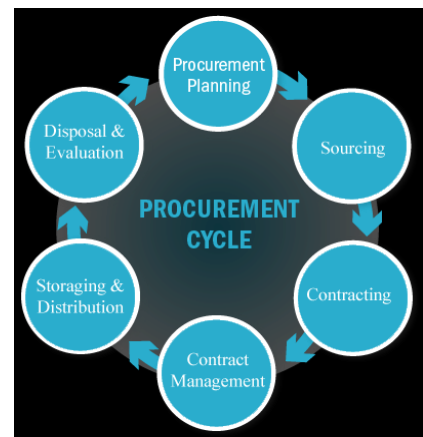 Procurement
Planning
Sourcing
Contracting
Contract
Management
Storaging &
Distribution
Disposal &
Evaluation
PROCUREMENT
CYCLE